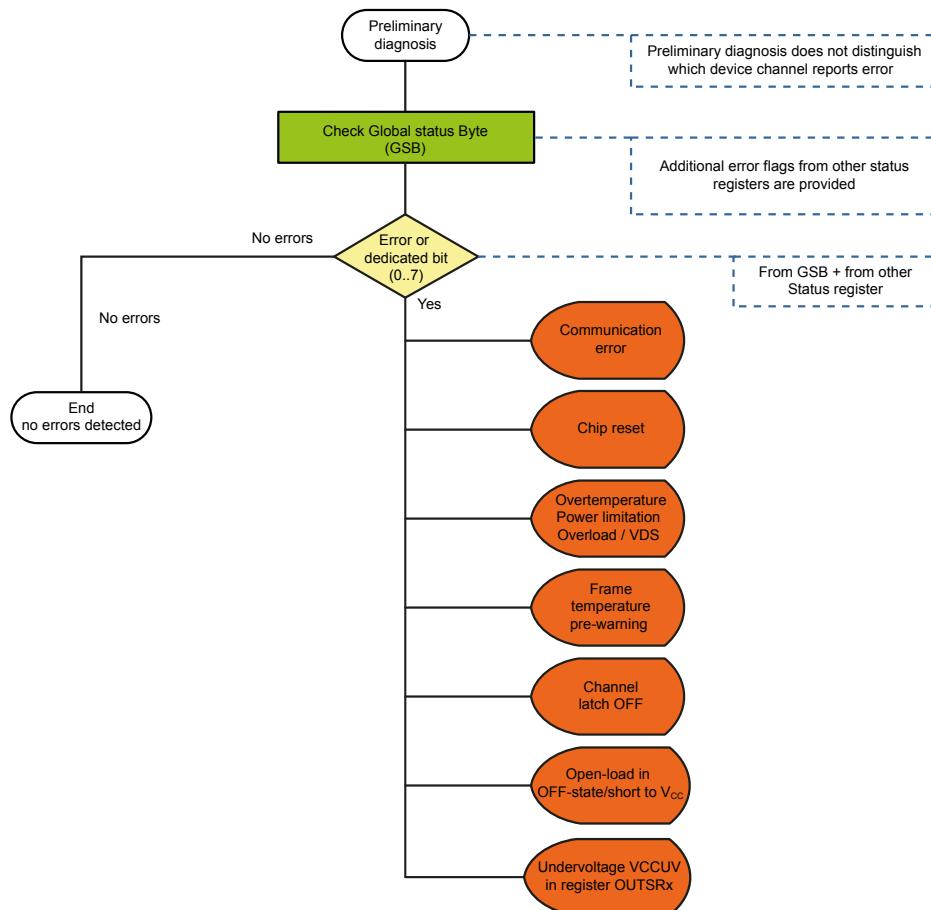 Preliminary
diagnosis
Preliminary diagnosis does not distinguish
which device channel reports error
Check Global status Byte
(GSB)
Additional error flags from other status
registers are provided
No errors
Error or
dedicated bit
(0..7)
From GSB + from other
Status register
Yes
No errors
Communication
error
End
no errors detected
Chip reset
Overtemperature
Power limitation
Overload / VDS
Frame
temperature
pre-warning
Channel
latch OFF
Open-load in
OFF-state/short to VCC
Undervoltage VCCUV
in register OUTSRx